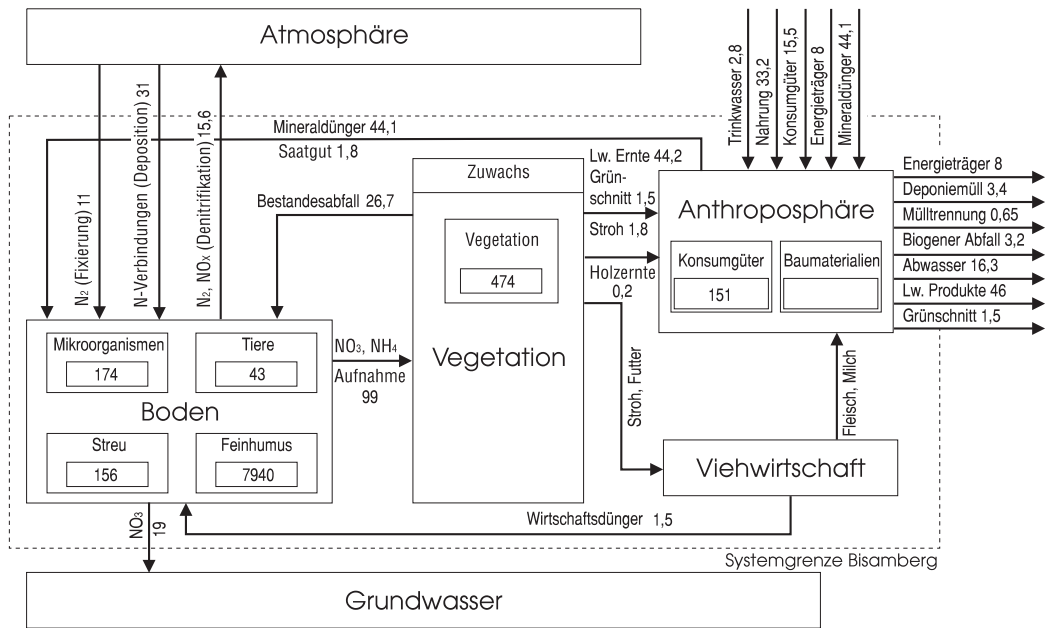 Atmosphäre
Trinkwasser 2,8
Nahrung 33,2
Konsumgüter 15,5
Energieträger 8
Mineraldünger 44,1
N₂ (Fixierung) 11
N-Verbindungen (Deposition) 31
N₂, NOₓ (Denitrifikation) 15,6
Mineraldünger 44,1
Saatgut 1,8
Bestandesabfall 26,7
Zuwachs
Vegetation
474
Vegetation
Lw. Ernte 44,2
Grün-
schnitt 1,5
Stroh 1,8
Holzernte
0,2
Anthroposphäre
Konsumgüter
151
Baumaterialien
Energieträger 8
Deponiemüll 3,4
Mülltrennung 0,65
Biogener Abfall 3,2
Abwasser 16,3
Lw. Produkte 46
Grünschnitt 1,5
Mikroorganismen
174
Tiere
43
Boden
Streu
156
Feinhumus
7940
NO₃, NH₄
Aufnahme
99
Stroh, Futter
Fleisch, Milch
Viehwirtschaft
Wirtschaftsdünger 1,5
NO₃
19
Systemgrenze Bisamberg
Grundwasser